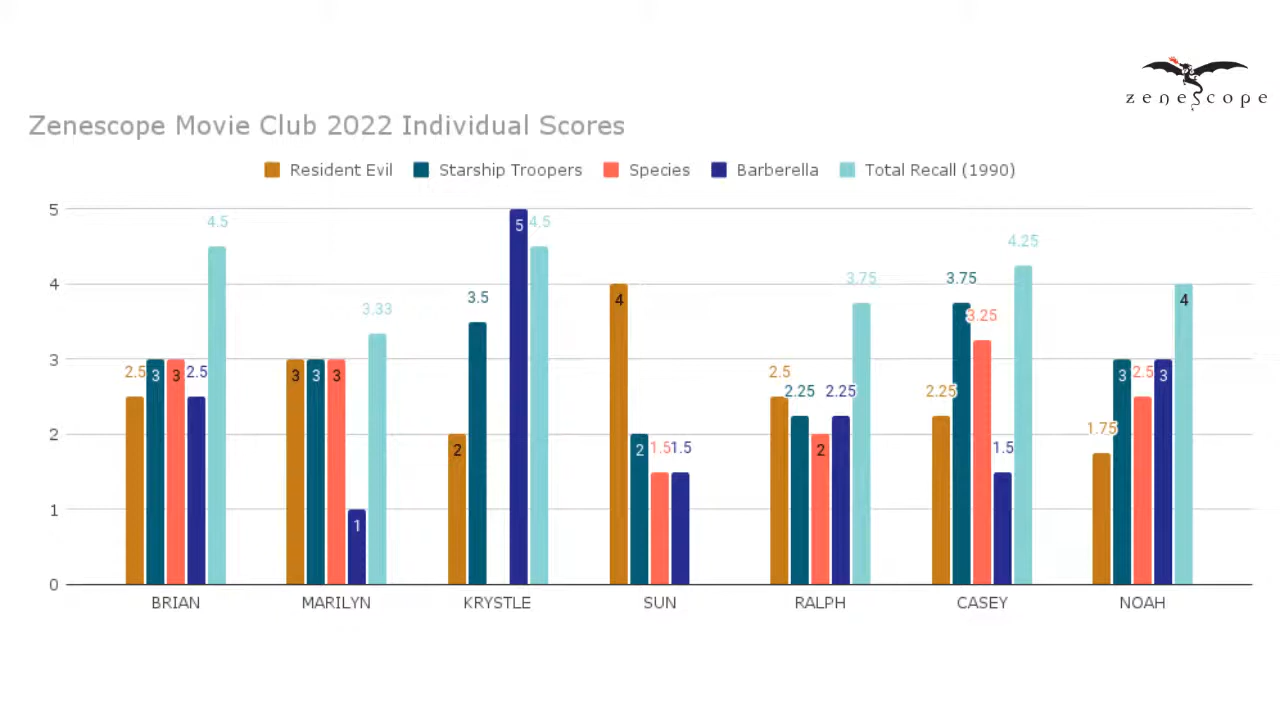 zenescope
Zenescope Movie Club 2022 Individual Scores
Resident Evil Starship Troopers Species Barberella Total Recall (1990)
5
4
3
2
1
0
2.5 3 3 2.5 4.5
3 3 3 1 3.33
2 3.5 5 4.5
4 2 1.5 1.5
2.5 2.25 2 2.25 3.75
2.25 3.75 3.25 1.5 4.25
1.75 3 2.5 3 4
BRIAN MARILYN KRYSTLE SUN RALPH CASEY NOAH